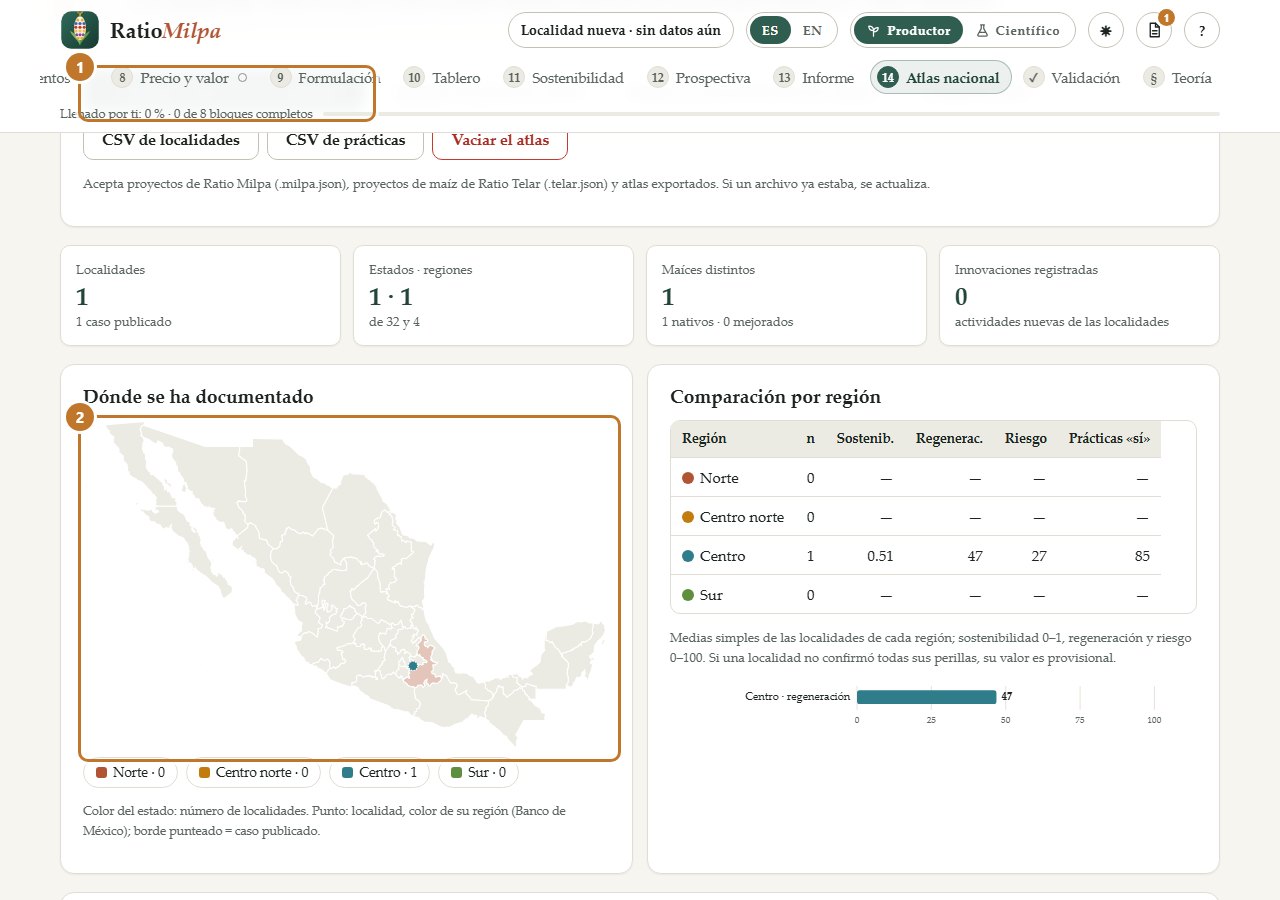 RatioMilpa
Localidad nueva · sin datos aún
ES EN
Productor
Científico
1
?
1
8 Precio y valor
9 Formulación
10 Tablero
11 Sostenibilidad
12 Prospectiva
13 Informe
14 Atlas nacional
✓ Validación
§ Teoría
Llenado por ti: 0 % · 0 de 8 bloques completos
CSV de localidades
CSV de prácticas
Vaciar el atlas
Acepta proyectos de Ratio Milpa (.milpa.json), proyectos de maíz de Ratio Telar (.telar.json) y atlas exportados. Si un archivo ya estaba, se actualiza.
Localidades
1
1 caso publicado
Estados · regiones
1 · 1
de 32 y 4
Maíces distintos
1
1 nativos · 0 mejorados
Innovaciones registradas
0
actividades nuevas de las localidades
Dónde se ha documentado
2
Norte · 0
Centro norte · 0
Centro · 1
Sur · 0
Color del estado: número de localidades. Punto: localidad, color de su región (Banco de
México); borde punteado = caso publicado.
Comparación por región
Región n Sostenib. Regenerac. Riesgo Prácticas «sí»
Norte 0 — — — —
Centro norte 0 — — — —
Centro 1 0.51 47 27 85
Sur 0 — — — —
Medias simples de las localidades de cada región; sostenibilidad 0–1, regeneración y riesgo
0–100. Si una localidad no confirmó todas sus perillas, su valor es provisional.
Centro · regeneración 47
0 25 50 75 100